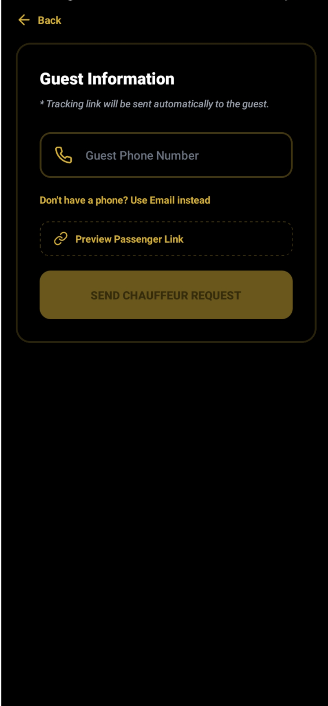 Back
Guest Information
* Tracking link will be sent automatically to the guest.
Guest Phone Number
Don't have a phone? Use Email instead
Preview Passenger Link
SEND CHAUFFEUR REQUEST